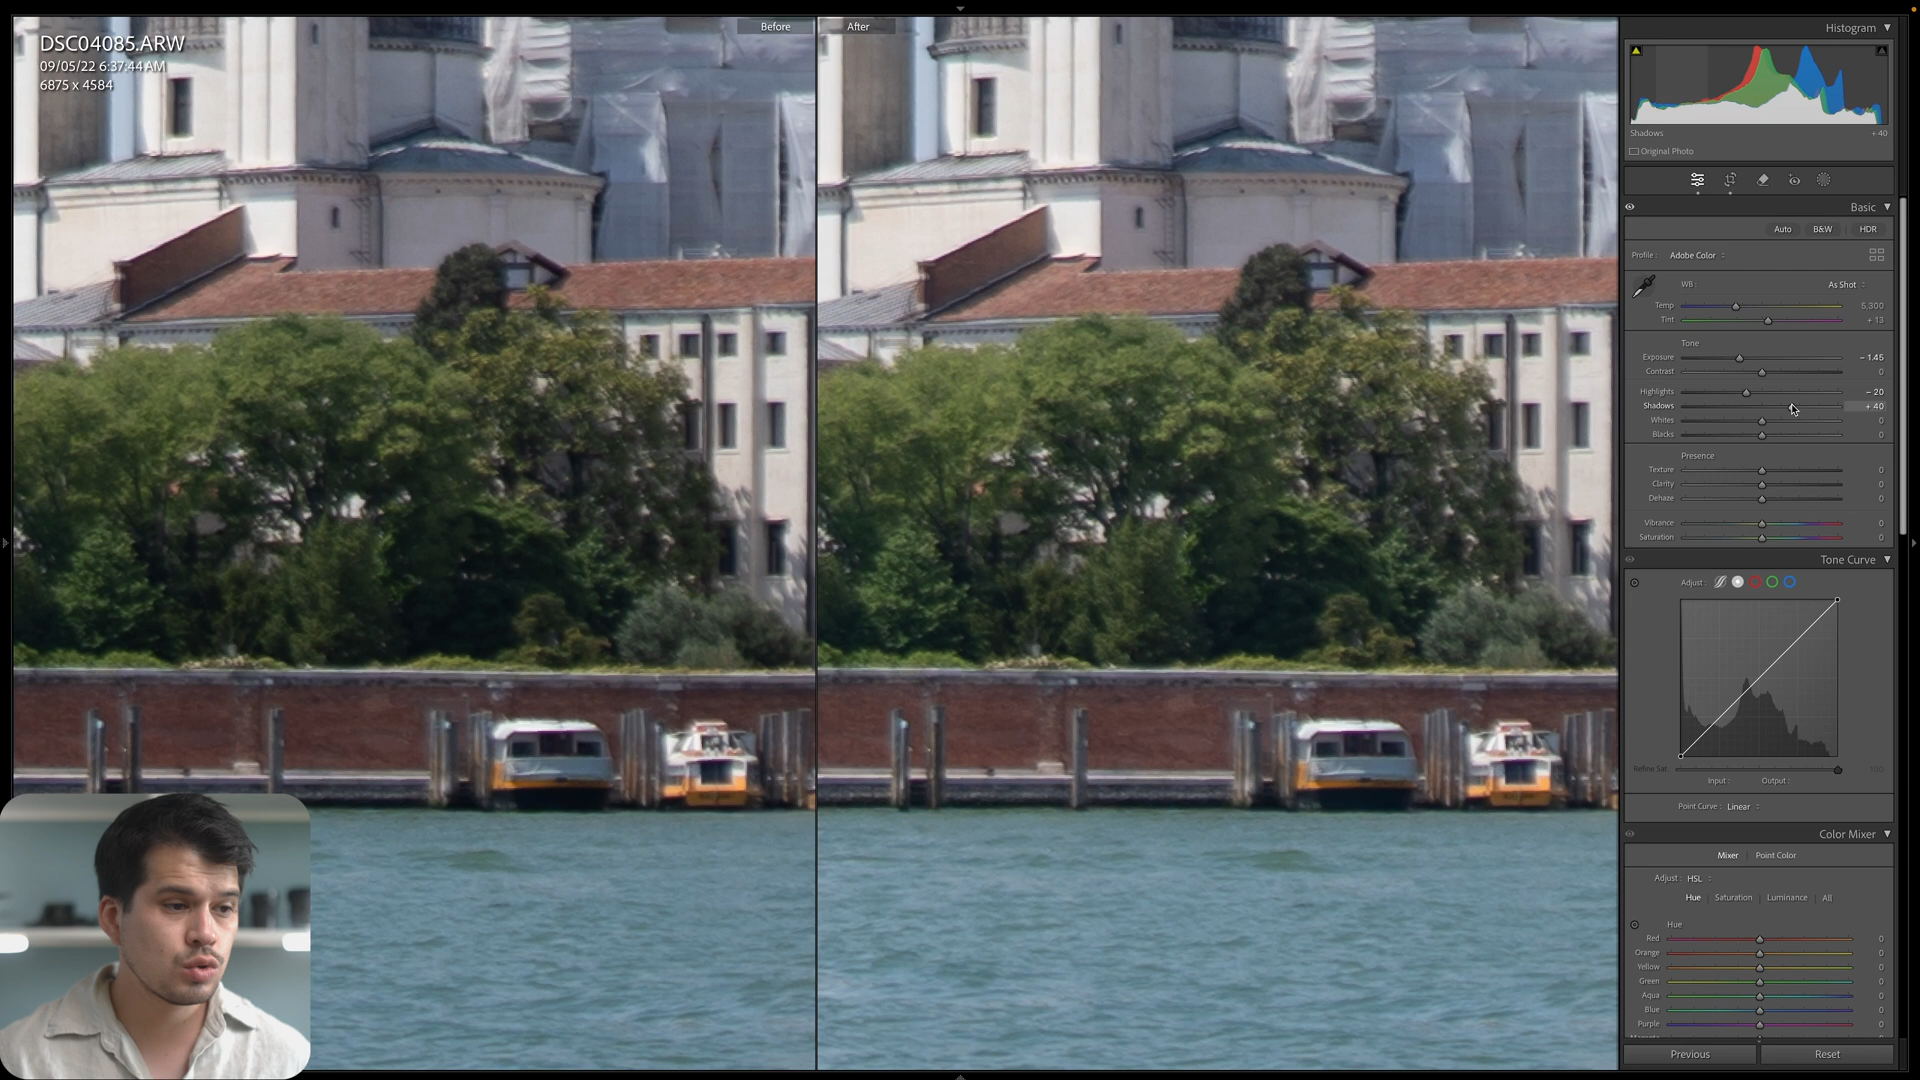 DSC04085.ARW
09/05/22 6:37:44 AM
6875 x 4584
Before
After
Histogram
Shadows + 40
Original Photo
Basic
Auto B&W HDR
Profile : Adobe Color
WB : As Shot
Temp 5,300
Tint + 13
Tone
Exposure − 1.45
Contrast 0
Highlights − 20
Shadows + 40
Whites 0
Blacks 0
Presence
Texture 0
Clarity 0
Dehaze 0
Vibrance 0
Saturation 0
Tone Curve
Adjust :
Refine Sat. 100
Input : Output :
Point Curve : Linear
Color Mixer
Mixer Point Color
Adjust : HSL
Hue Saturation Luminance All
Hue
Red 0
Orange 0
Yellow 0
Green 0
Aqua 0
Blue 0
Purple 0
Previous Reset